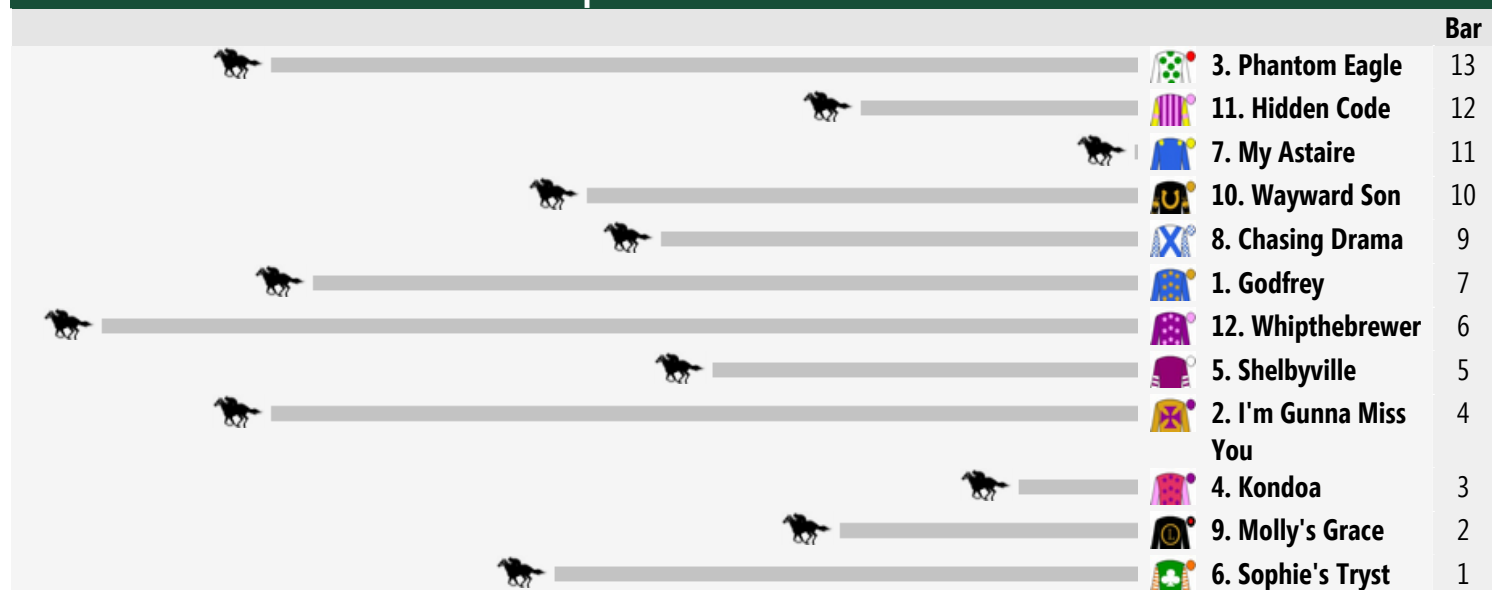 Bar
3. Phantom Eagle 13
11. Hidden Code 12
7. My Astaire 11
10. Wayward Son 10
8. Chasing Drama 9
1. Godfrey 7
12. Whipthebrewer 6
5. Shelbyville 5
2. I'm Gunna Miss 4
You
4. Kondoa 3
9. Molly's Grace 2
6. Sophie's Tryst 1